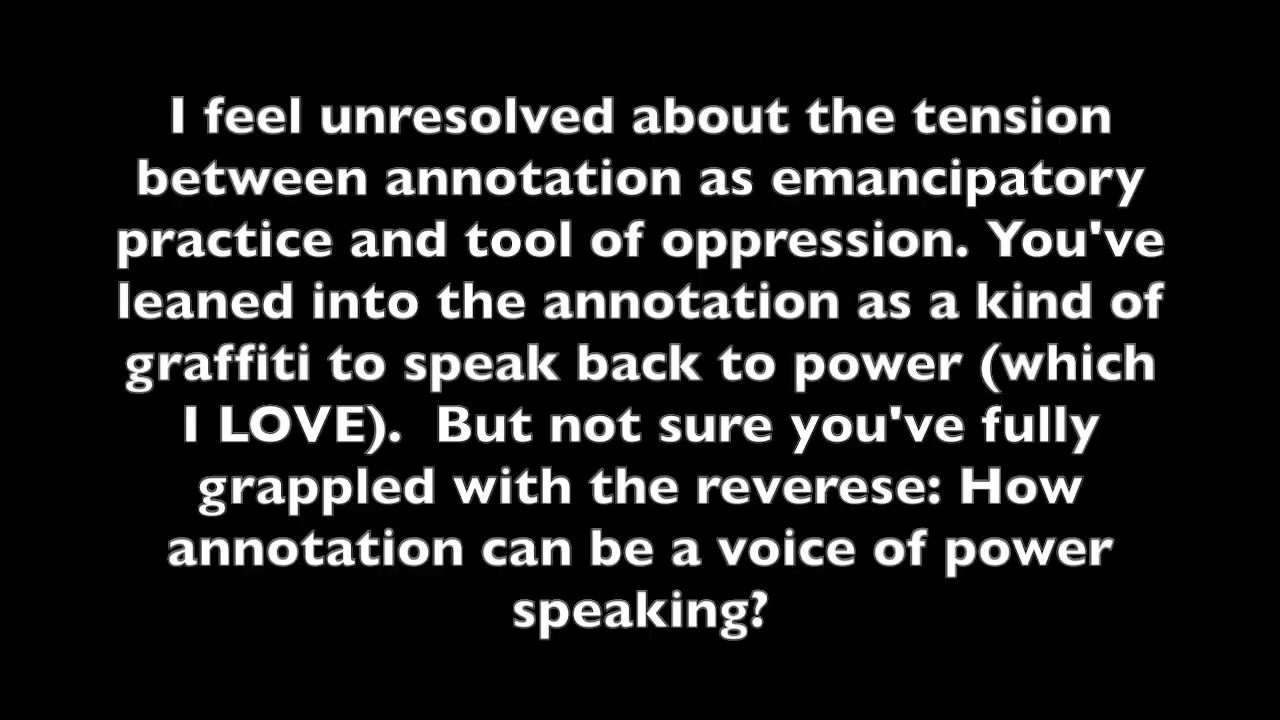 I feel unresolved about the tension
between annotation as emancipatory
practice and tool of oppression. You've
leaned into the annotation as a kind of
graffiti to speak back to power (which
I LOVE).  But not sure you've fully
grappled with the reverese: How
annotation can be a voice of power
speaking?